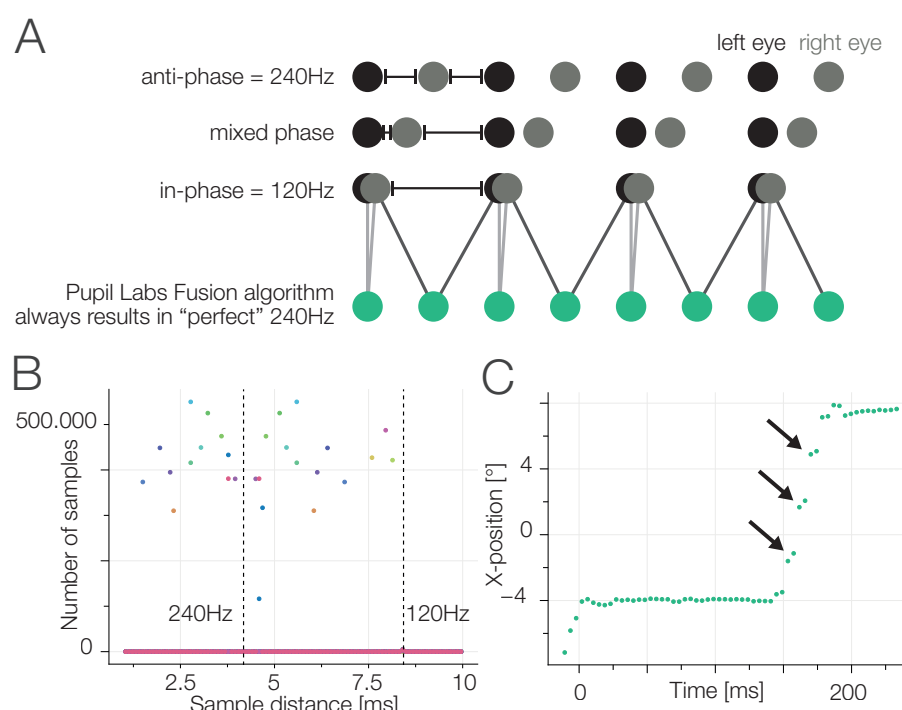 A
left eye right eye
anti-phase = 240Hz
mixed phase
in-phase = 120Hz
Pupil Labs Fusion algorithm
always results in “perfect” 240Hz
B
500.000
0
Number of samples
240Hz
120Hz
2.5 5 7.5 10
Sample distance [ms]
C
4
0
−4
X-position [°]
0 200
Time [ms]